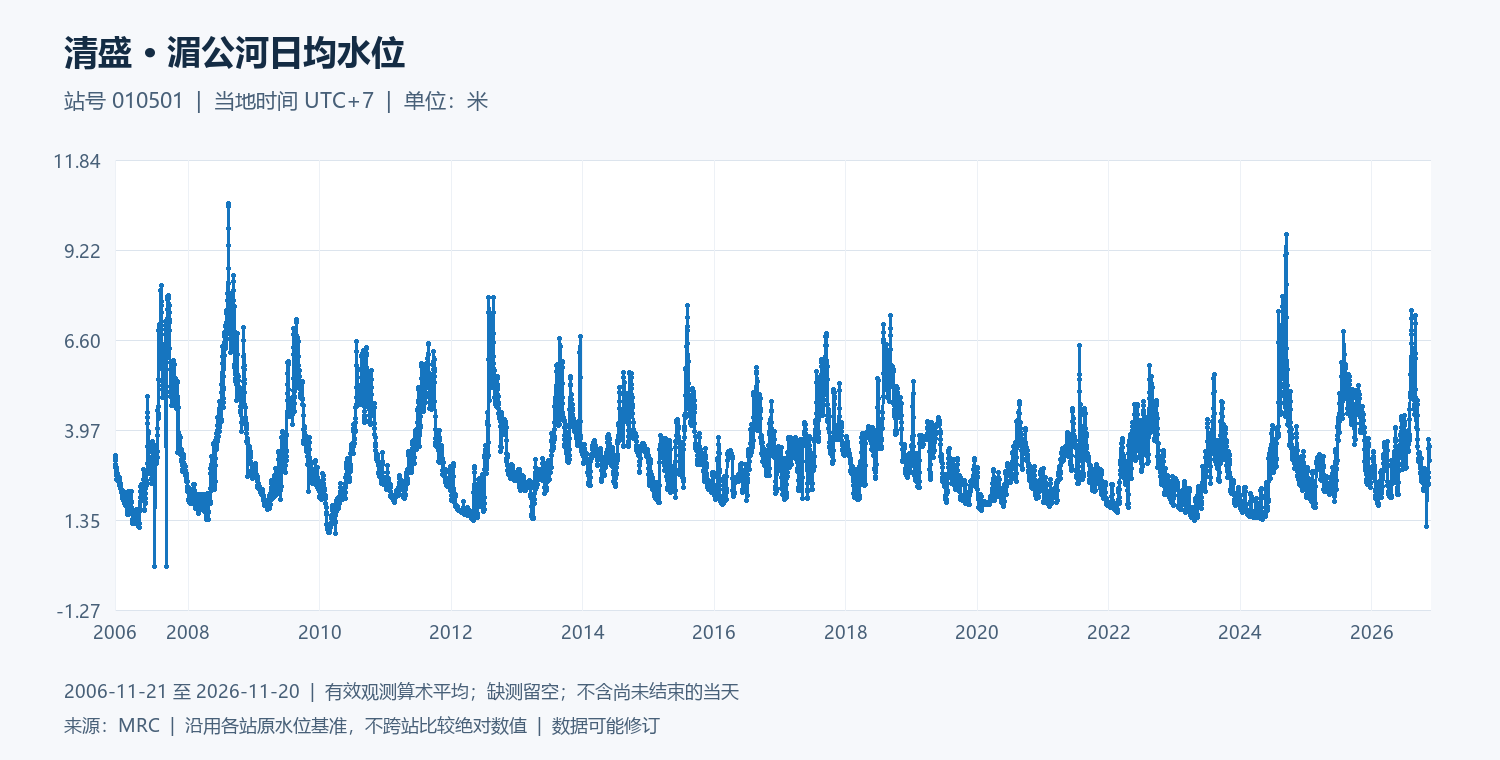 清盛·湄公河日均水位
站号 010501 | 当地时间 UTC+7 | 单位：米
11.84
9.22
6.60
3.97
1.35
-1.27
2006 2008 2010 2012 2014 2016 2018 2020 2022 2024 2026
2006-11-21 至 2026-11-20 | 有效观测算术平均；缺测留空；不含尚未结束的当天
来源：MRC | 沿用各站原水位基准，不跨站比较绝对数值 | 数据可能修订